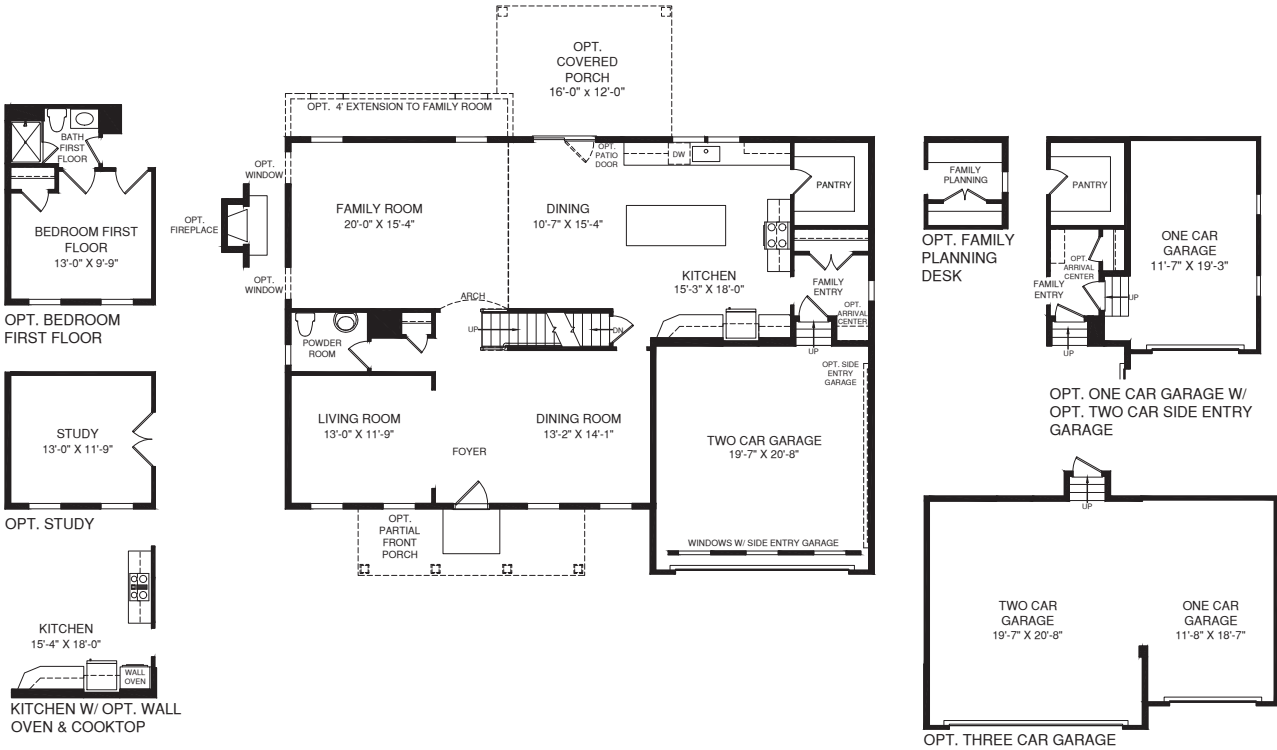 OPT.
COVERED
PORCH
16'-0" x 12'-0"
OPT. 4' EXTENSION TO FAMILY ROOM
BATH
FIRST
FLOOR
BEDROOM FIRST
FLOOR
13'-0" X 9'-9"
OPT. BEDROOM
FIRST FLOOR
STUDY
13'-0" X 11'-9"
OPT. STUDY
KITCHEN
15'-4" X 18'-0"
WALL
OVEN
KITCHEN W/ OPT. WALL
OVEN & COOKTOP
OPT.
WINDOW
OPT.
FIREPLACE
OPT.
WINDOW
FAMILY ROOM
20'-0" X 15'-4"
DINING
10'-7" X 15'-4"
OPT.
PATIO
DOOR
DW
PANTRY
KITCHEN
15'-3" X 18'-0"
FAMILY
ENTRY
OPT.
ARRIVAL
CENTER
ARCH
UP
DN
UP
POWDER
ROOM
LIVING ROOM
13'-0" X 11'-9"
FOYER
DINING ROOM
13'-2" X 14'-1"
OPT. SIDE
ENTRY
GARAGE
TWO CAR GARAGE
19'-7" X 20'-8"
WINDOWS W/ SIDE ENTRY GARAGE
OPT.
PARTIAL
FRONT
PORCH
FAMILY
PLANNING
OPT. FAMILY
PLANNING
DESK
PANTRY
ONE CAR
GARAGE
11'-7" X 19'-3"
OPT.
ARRIVAL
CENTER
FAMILY
ENTRY
UP
UP
OPT. ONE CAR GARAGE W/
OPT. TWO CAR SIDE ENTRY
GARAGE
UP
TWO CAR
GARAGE
19'-7" X 20'-8"
ONE CAR
GARAGE
11'-8" X 18'-7"
OPT. THREE CAR GARAGE